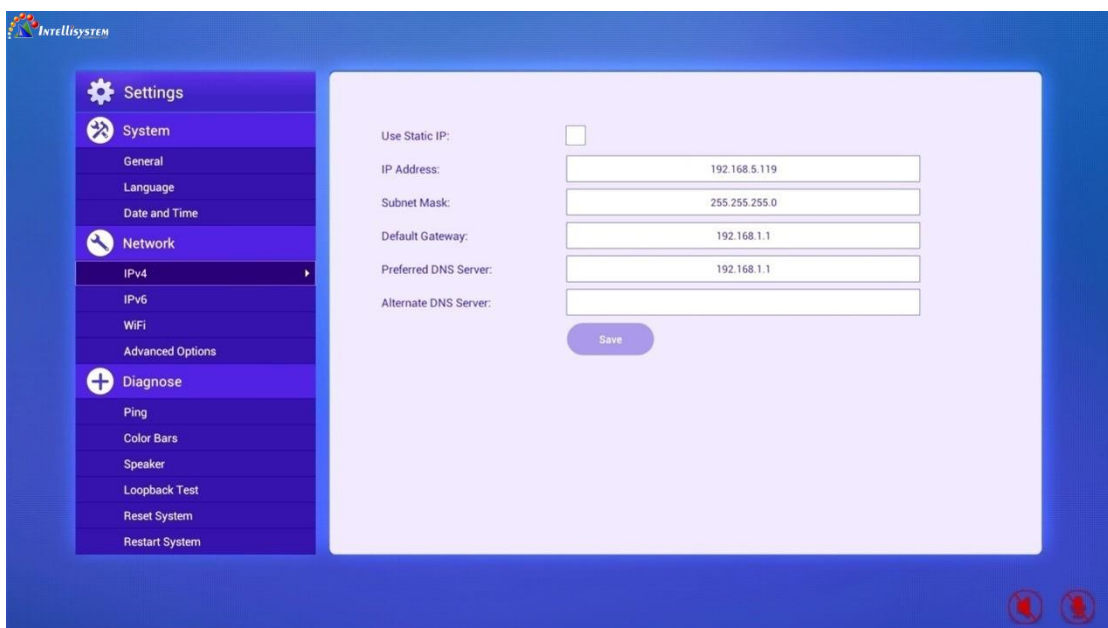 INTELLISYSTEM
Settings
System
General
Language
Date and Time
Network
IPv4
IPv6
WiFi
Advanced Options
Diagnose
Ping
Color Bars
Speaker
Loopback Test
Reset System
Restart System
Use Static IP:
IP Address: 192.168.5.119
Subnet Mask: 255.255.255.0
Default Gateway: 192.168.1.1
Preferred DNS Server: 192.168.1.1
Alternate DNS Server:
Save